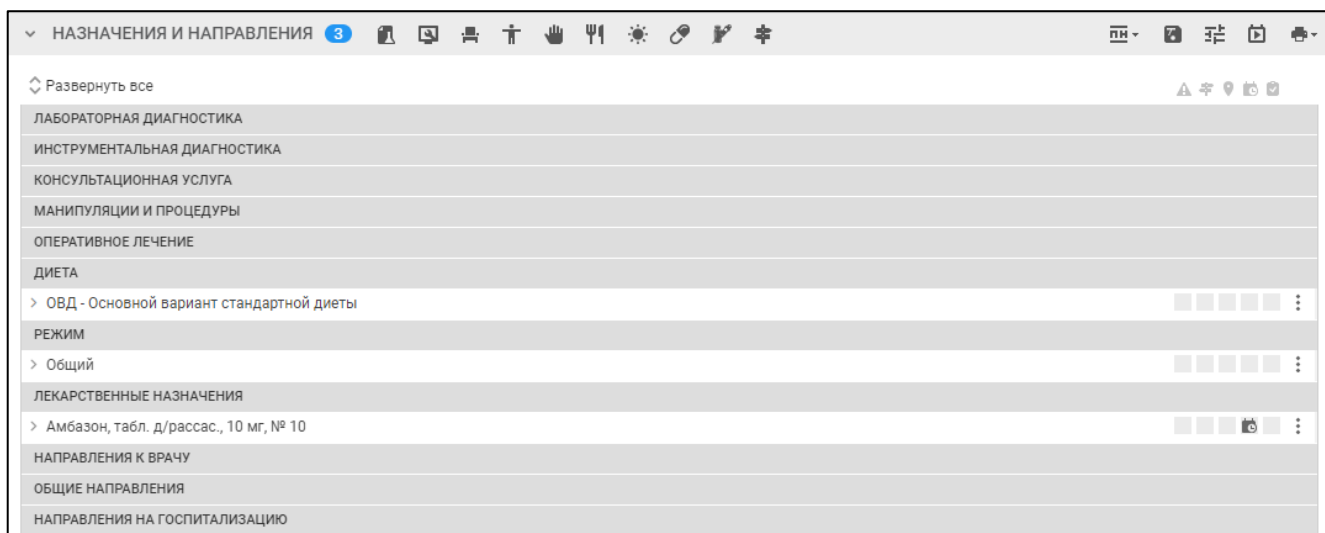 НАЗНАЧЕНИЯ И НАПРАВЛЕНИЯ 3 ПН
Развернуть все
ЛАБОРАТОРНАЯ ДИАГНОСТИКА
ИНСТРУМЕНТАЛЬНАЯ ДИАГНОСТИКА
КОНСУЛЬТАЦИОННАЯ УСЛУГА
МАНИПУЛЯЦИИ И ПРОЦЕДУРЫ
ОПЕРАТИВНОЕ ЛЕЧЕНИЕ
ДИЕТА
ОВД - Основной вариант стандартной диеты
РЕЖИМ
Общий
ЛЕКАРСТВЕННЫЕ НАЗНАЧЕНИЯ
Амбазон, табл. д/рассас., 10 мг, № 10
НАПРАВЛЕНИЯ К ВРАЧУ
ОБЩИЕ НАПРАВЛЕНИЯ
НАПРАВЛЕНИЯ НА ГОСПИТАЛИЗАЦИЮ